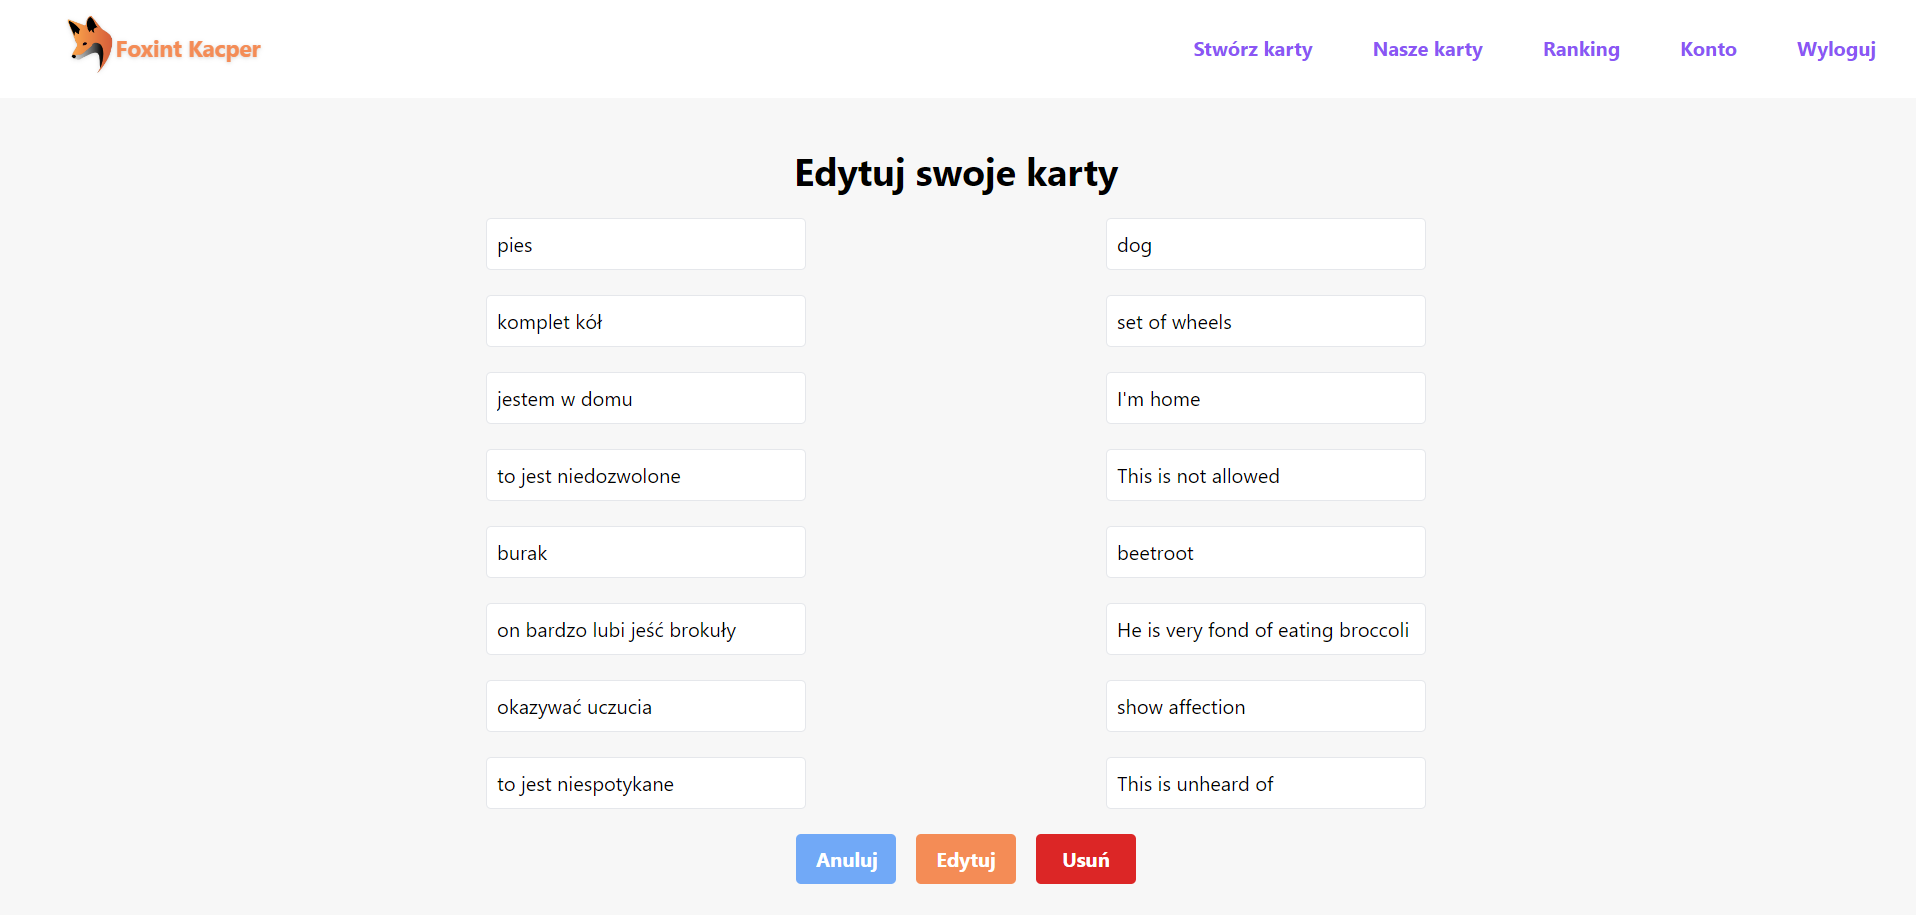 Foxint Kacper
Stwórz karty
Nasze karty
Ranking
Konto
Wyloguj
Edytuj swoje karty
pies
dog
komplet kół
set of wheels
jestem w domu
I'm home
to jest niedozwolone
This is not allowed
burak
beetroot
on bardzo lubi jeść brokuły
He is very fond of eating broccoli
okazywać uczucia
show affection
to jest niespotykane
This is unheard of
Anuluj
Edytuj
Usuń